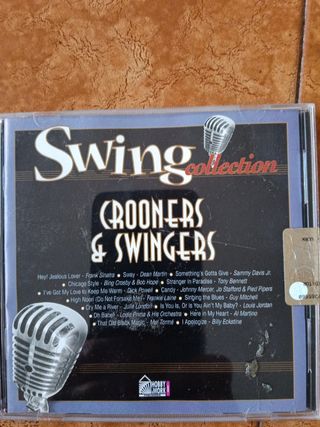 Swing
collection
CROONERS
& SWINGERS
Hey! Jealous Lover - Frank Sinatra • Sway - Dean Martin • Something's Gotta Give - Sammy Davis Jr.
Chicago Style - Bing Crosby & Bob Hope • Stranger In Paradise - Tony Bennett
• I've Got My Love to Keep Me Warm - Dick Powell • Candy - Johnny Mercer, Jo Stafford & Pied Pipers
• High Noon (Do Not Forsake Me) - Frankie Laine • Singing the Blues - Guy Mitchell
• Cry Me a River - Julie London • Is You Is, Or is You Ain't My Baby? - Louis Jordan
• Oh Babe! - Louis Prima & His Orchestra • Here in My Heart - Al Martino
• That Old Black Magic - Mel Tormé • I Apologize - Billy Eckstine
HOBBY
& WORK